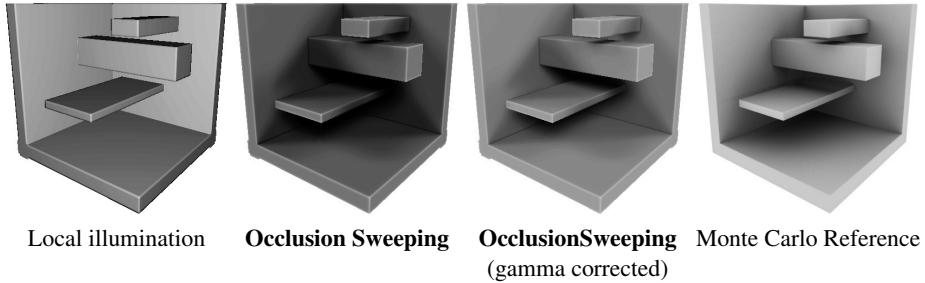 Local illumination
Occlusion Sweeping
OcclusionSweeping
(gamma corrected)
Monte Carlo Reference